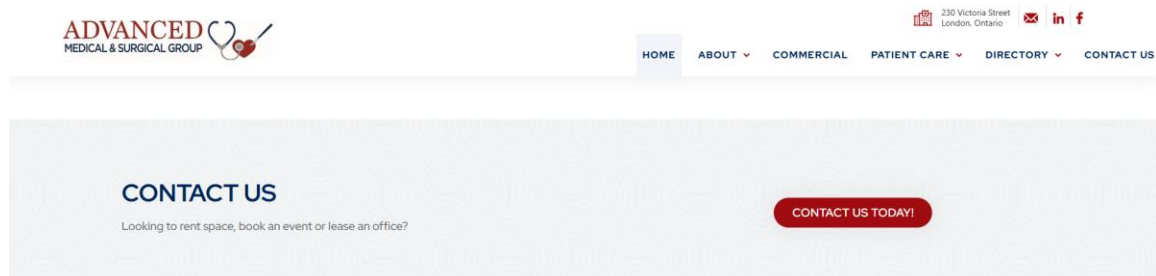 ADVANCED
MEDICAL & SURGICAL GROUP
230 Victoria Street
London, Ontario
in f
HOME ABOUT COMMERCIAL PATIENT CARE DIRECTORY CONTACT US
CONTACT US
Looking to rent space, book an event or lease an office?
CONTACT US TODAY!